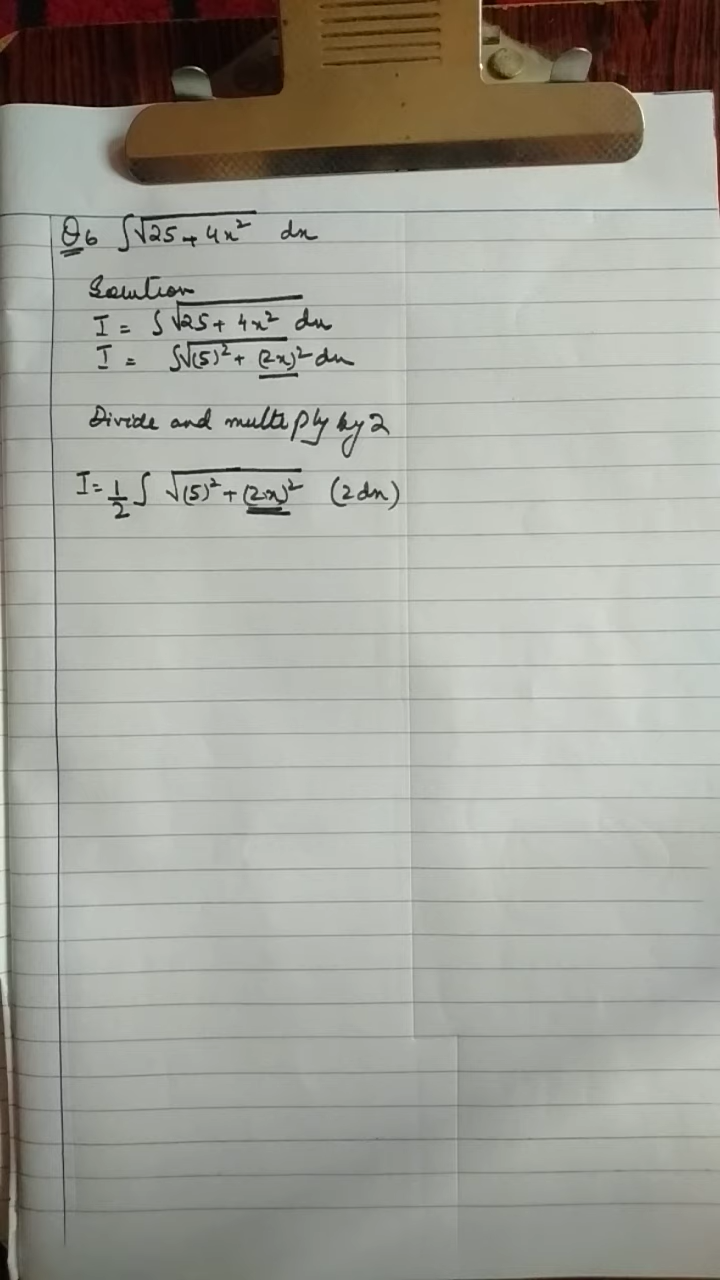 Q6 ∫√25+4x² dx
Solution
I = ∫√25+4x² dx
I = ∫√(5)²+(2x)² dx
Divide and multiply by 2
I = 1/2 ∫ √(5)²+(2x)² (2dx)